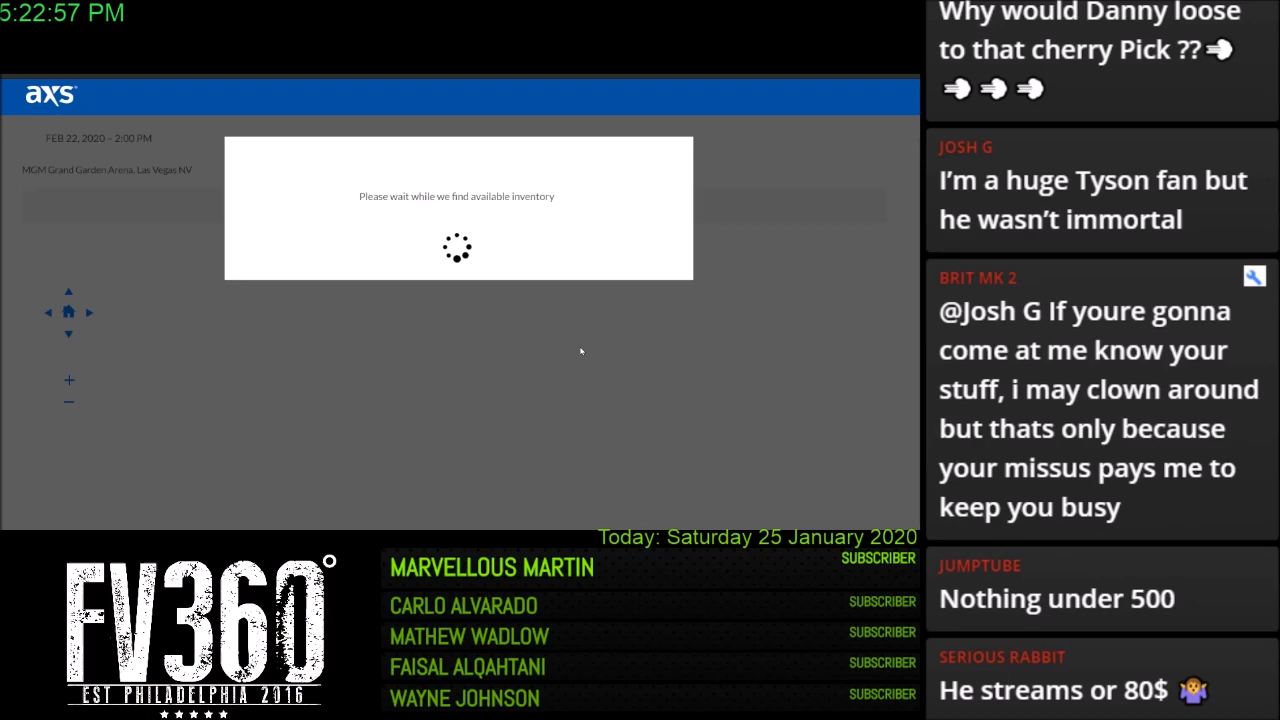 5:22:57 PM
axs
FEB 22, 2020 – 2:00 PM
MGM Grand Garden Arena, Las Vegas NV
Please wait while we find available inventory
Today: Saturday 25 January 2020
FV360°
EST PHILADELPHIA 2016
MARVELLOUS MARTIN SUBSCRIBER
CARLO ALVARADO SUBSCRIBER
MATHEW WADLOW SUBSCRIBER
FAISAL ALQAHTANI SUBSCRIBER
WAYNE JOHNSON SUBSCRIBER
Why would Danny loose
to that cherry Pick ??
JOSH G
I’m a huge Tyson fan but
he wasn’t immortal
BRIT MK 2
@Josh G If youre gonna
come at me know your
stuff, i may clown around
but thats only because
your missus pays me to
keep you busy
JUMPTUBE
Nothing under 500
SERIOUS RABBIT
He streams or 80$